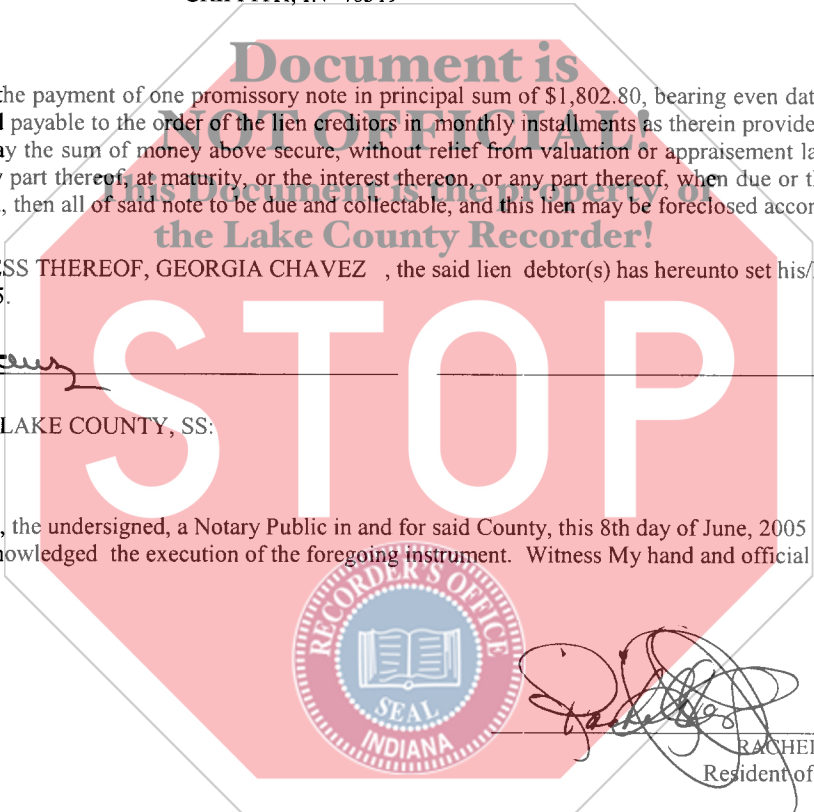 Document is
the payment of one promissory note in principal sum of $1,802.80, bearing even dat
NOT OFFICIAL!
payable to the order of the lien creditors in monthly installments as therein provide
ay the sum of money above secure, without relief from valuation or appraisement la
part thereof, at maturity, or the interest thereon, or any part thereof, when due or t
This Document is the property of
, then all of said note to be due and collectable, and this lien may be foreclosed accor
the Lake County Recorder!
ESS THEREOF, GEORGIA CHAVEZ , the said lien debtor(s) has hereunto set his/
5.
STOP
LAKE COUNTY, SS:
, the undersigned, a Notary Public in and for said County, this 8th day of June, 2005
nowledged the execution of the foregoing instrument. Witness My hand and official
RECORDER'S OFFICE
SEAL
INDIANA
RACHEL
Resident of